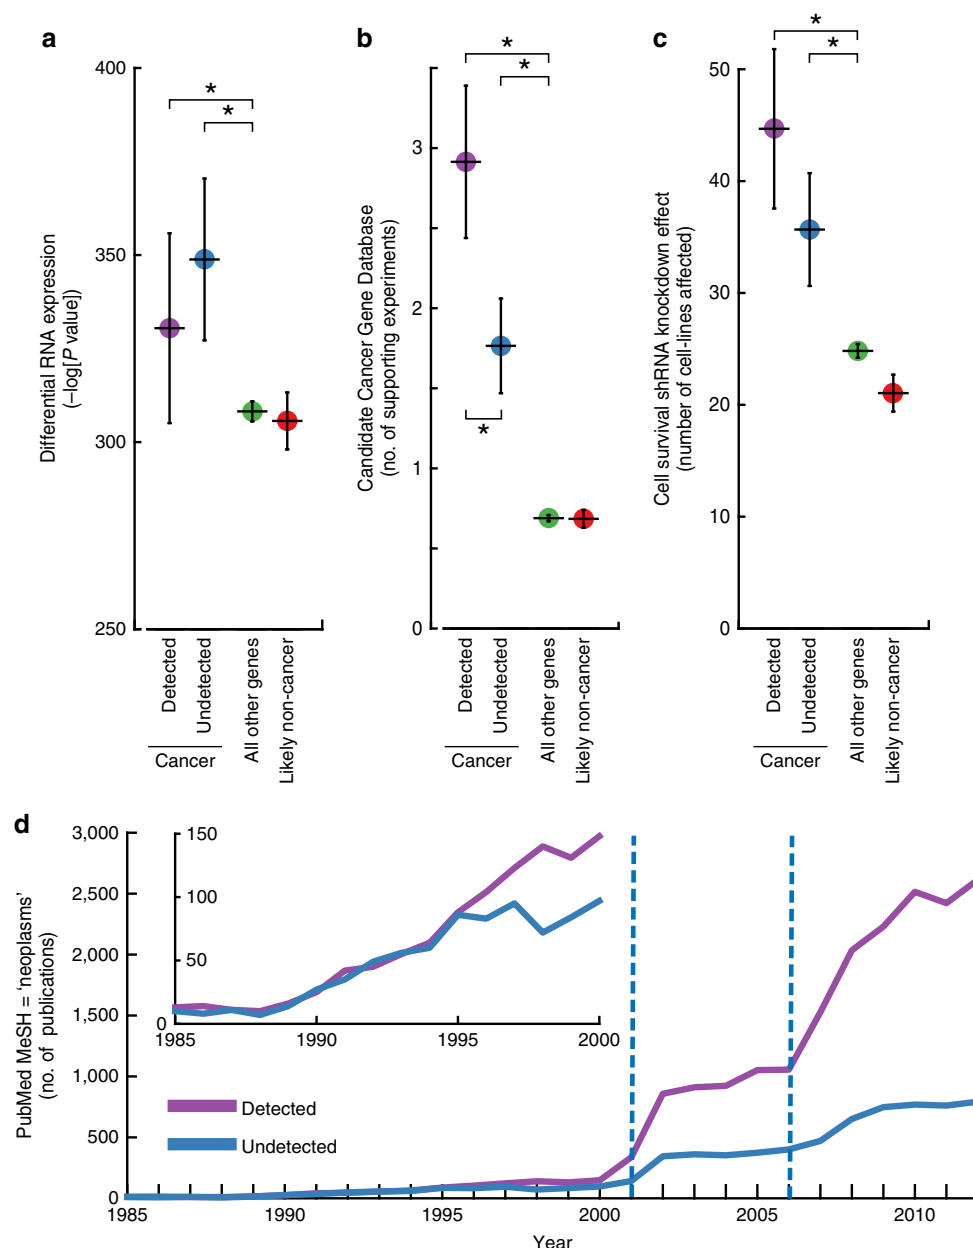 a
400
350
300
250
Differential RNA expression
(–log[P value])
*
*
Detected
Undetected
All other genes
Likely non-cancer
Cancer
b
3
2
1
0
Candidate Cancer Gene Database
(no. of supporting experiments)
*
*
*
Detected
Undetected
All other genes
Likely non-cancer
Cancer
c
50
40
30
20
10
0
Cell survival shRNA knockdown effect
(number of cell-lines affected)
*
*
Detected
Undetected
All other genes
Likely non-cancer
Cancer
d
3,000
2,500
2,000
1,500
1,000
500
0
PubMed MeSH = ‘neoplasms’
(no. of publications)
150
100
50
0
1985
1990
1995
2000
Detected
Undetected
1985
1990
1995
2000
2005
2010
Year